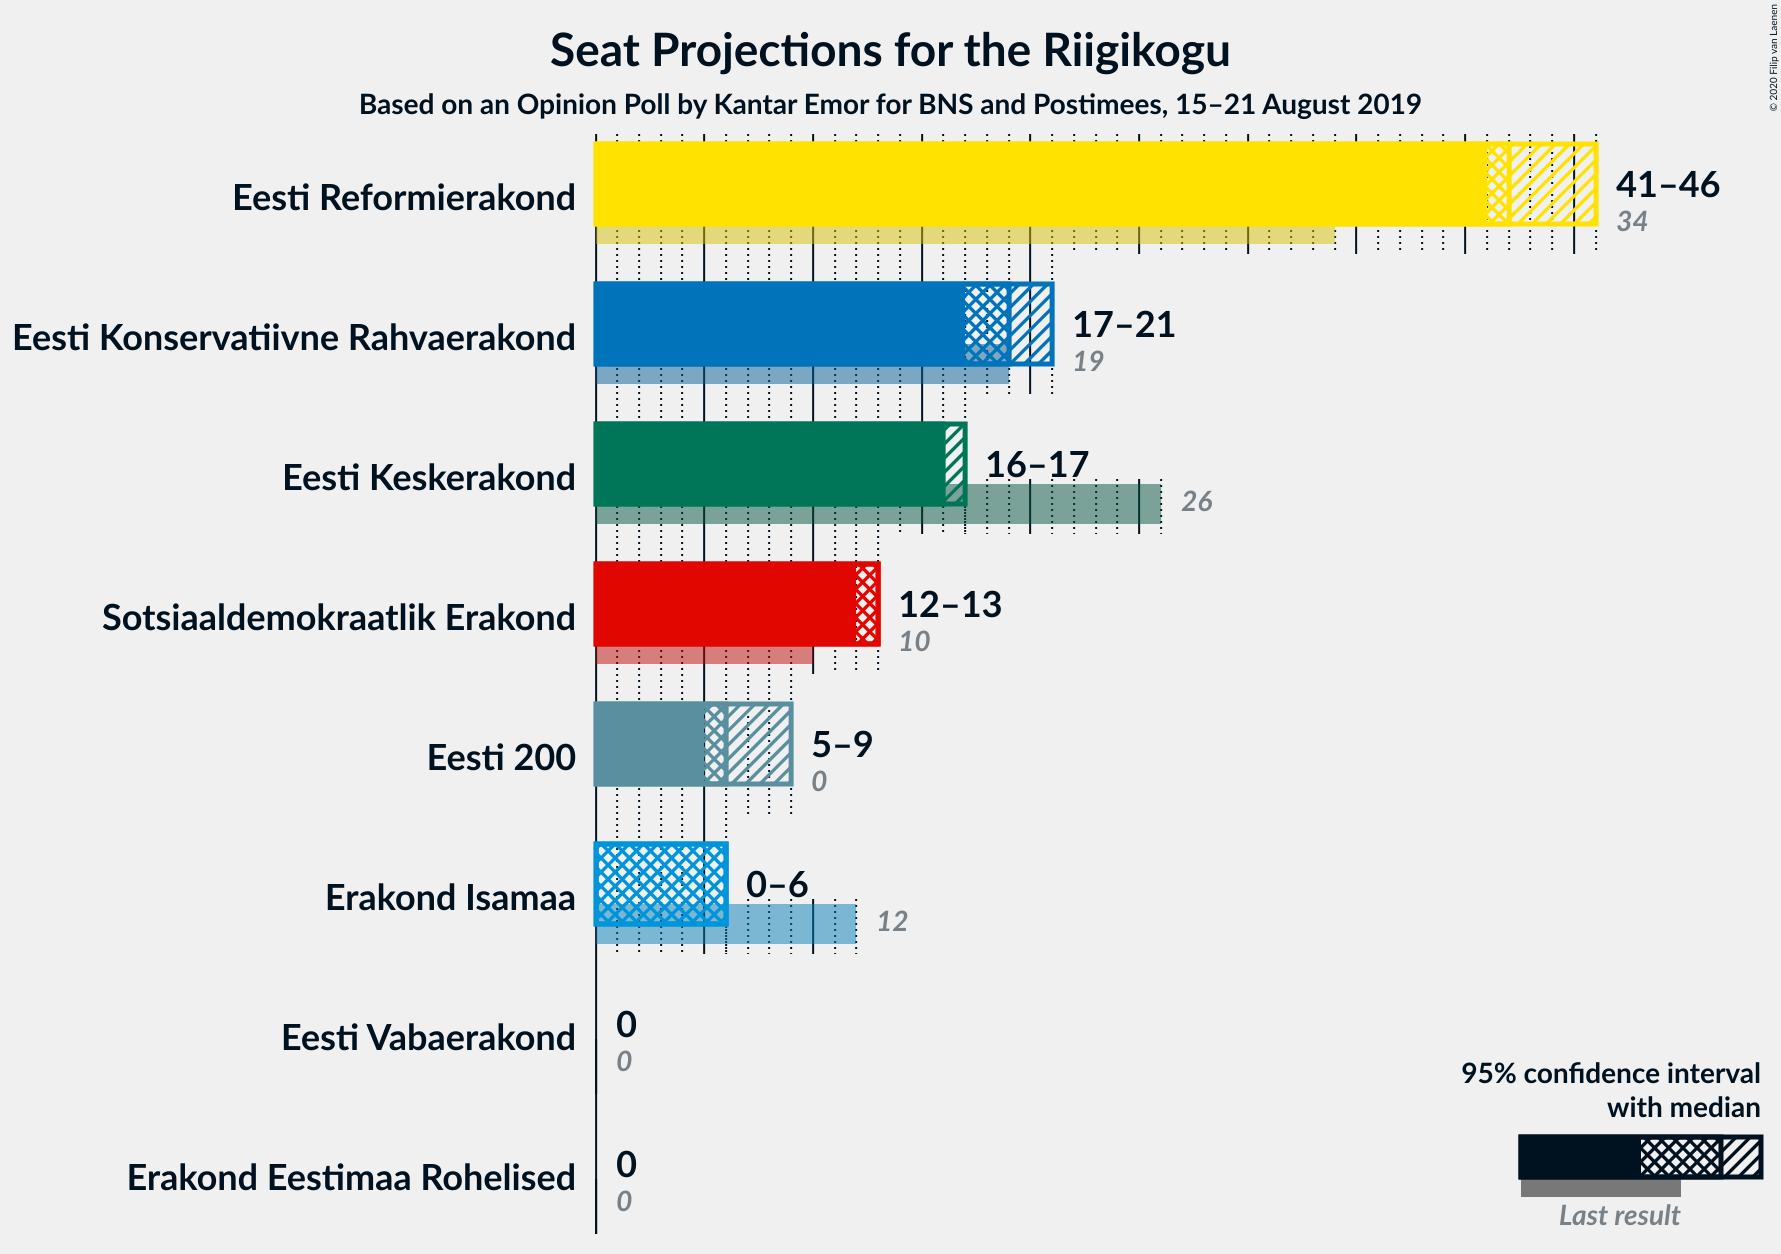 Seat Projections for the Riigikogu
Based on an Opinion Poll by Kantar Emor for BNS and Postimees, 15–21 August 2019
© 2020 Filip van Laenen
Eesti Reformierakond
41–46
34
Eesti Konservatiivne Rahvaerakond
17–21
19
Eesti Keskerakond
16–17
26
Sotsiaaldemokraatlik Erakond
12–13
10
Eesti 200
5–9
0
Erakond Isamaa
0–6
12
Eesti Vabaerakond
0
0
Erakond Eestimaa Rohelised
0
0
95% confidence interval
with median
Last result